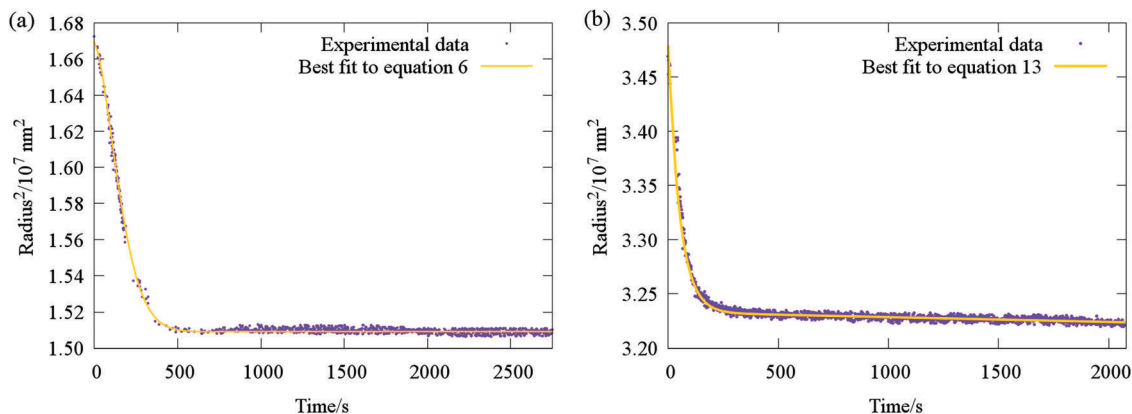 (a)
1.68
1.66
1.64
1.62
1.60
1.58
1.56
1.54
1.52
1.50
Radius²/10⁷ nm²
Experimental data
Best fit to equation 6
0
500
1000
1500
2000
2500
Time/s
(b)
3.50
3.45
3.40
3.35
3.30
3.25
3.20
Radius²/10⁷ nm²
Experimental data
Best fit to equation 13
0
500
1000
1500
2000
Time/s